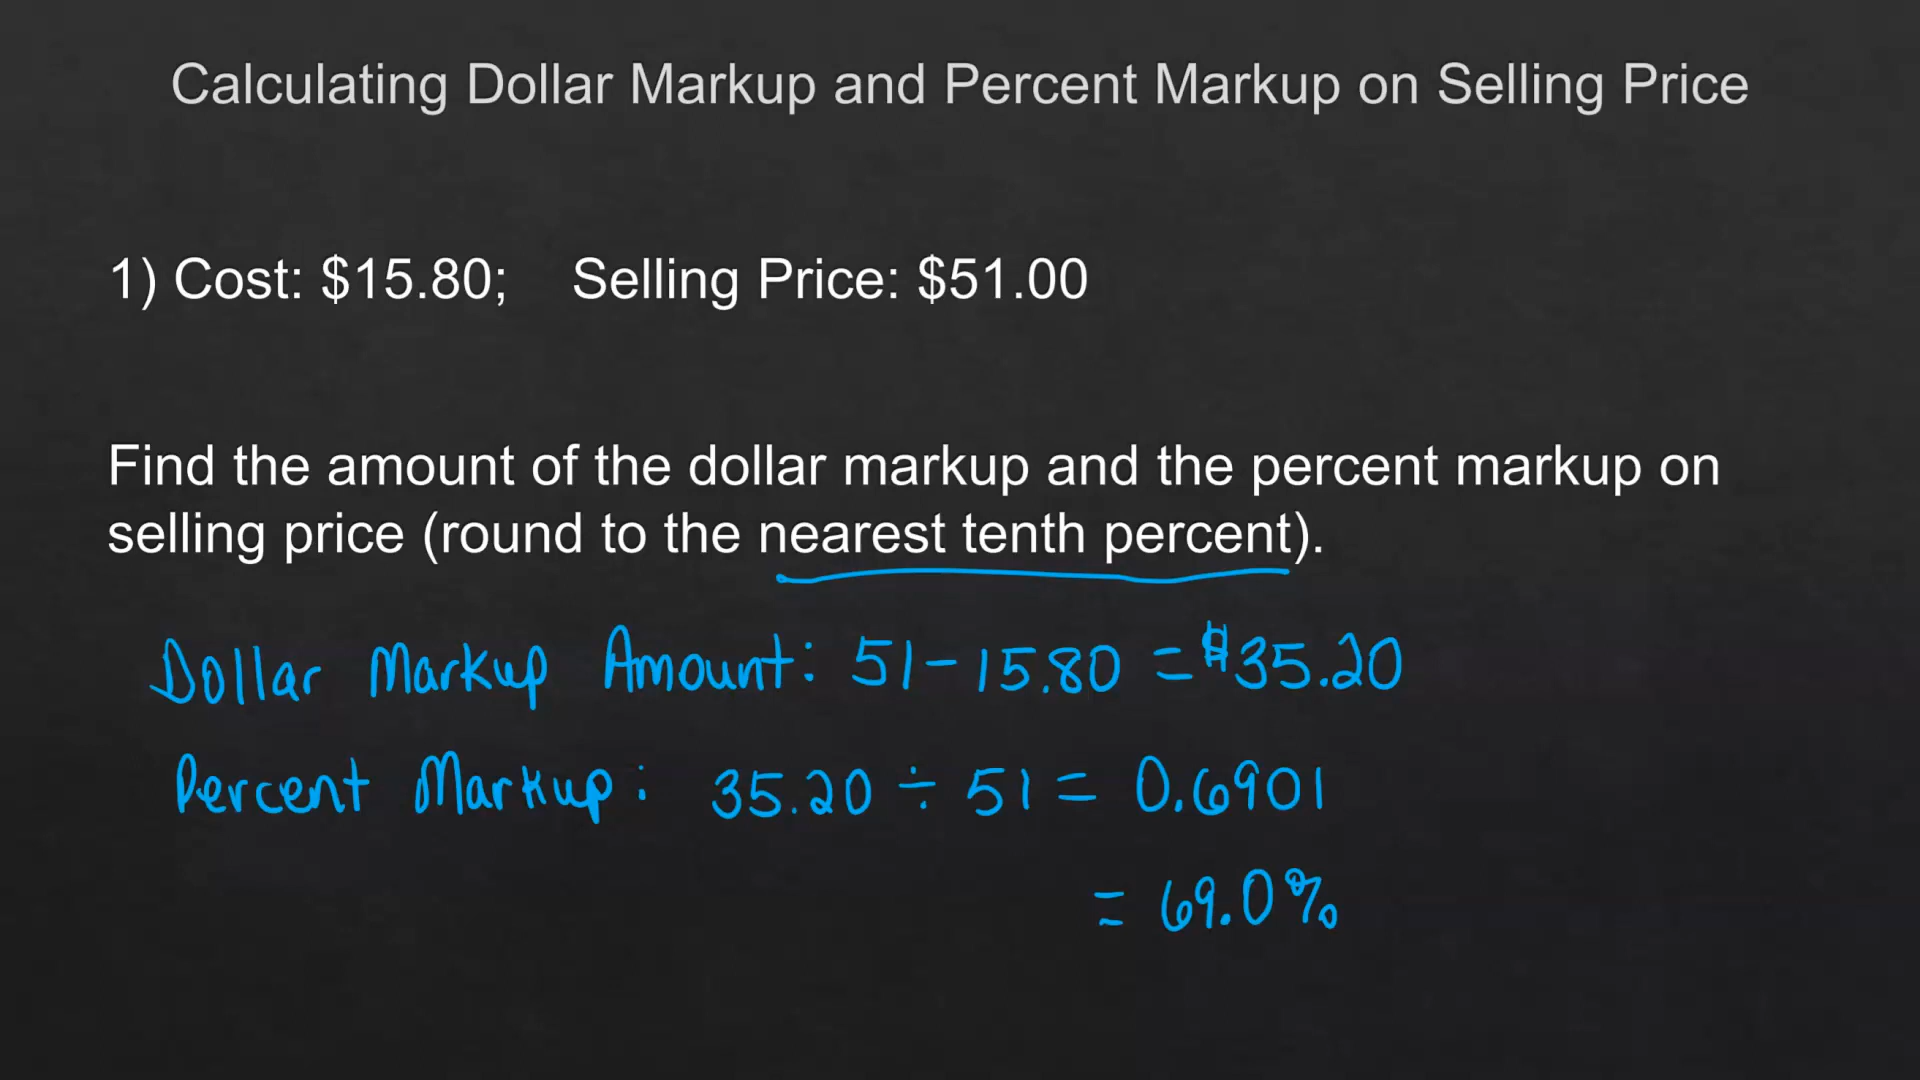 Calculating Dollar Markup and Percent Markup on Selling Price
1) Cost: $15.80; Selling Price: $51.00
Find the amount of the dollar markup and the percent markup on
selling price (round to the nearest tenth percent).
Dollar Markup Amount: 51-15.80 = $35.20
Percent Markup: 35.20 ÷ 51 = 0.6901
= 69.0%